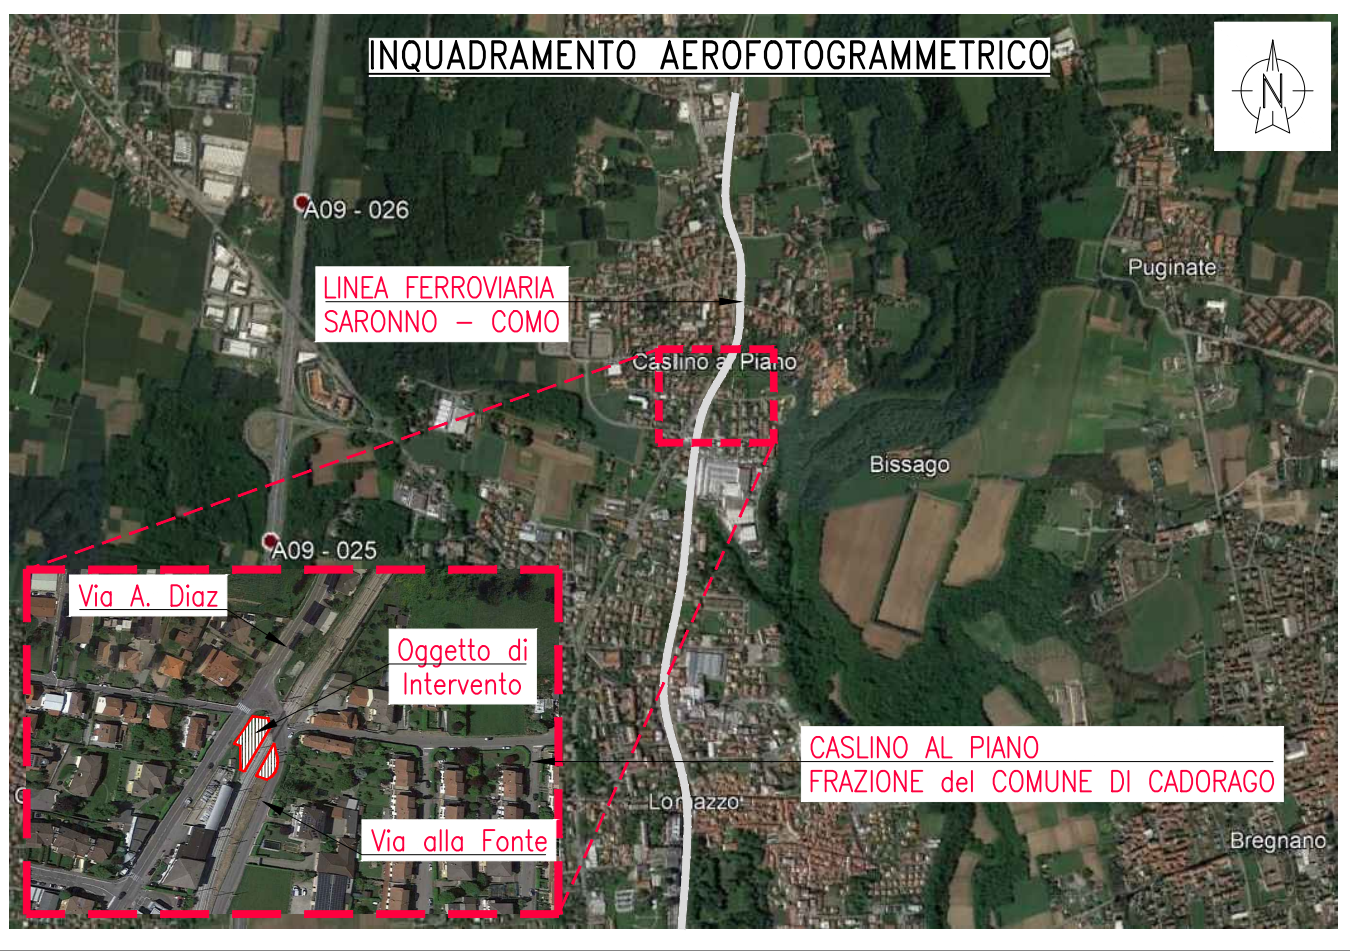 INQUADRAMENTO AEROFOTOGRAMMETRICO
N
A09 - 026
Puginate
LINEA FERROVIARIA
SARONNO - COMO
Caslino al Piano
Bissago
A09 - 025
Via A. Diaz
Oggetto di
Intervento
CASLINO AL PIANO
FRAZIONE del COMUNE DI CADORAGO
Lomazzo
Via alla Fonte
Bregnano